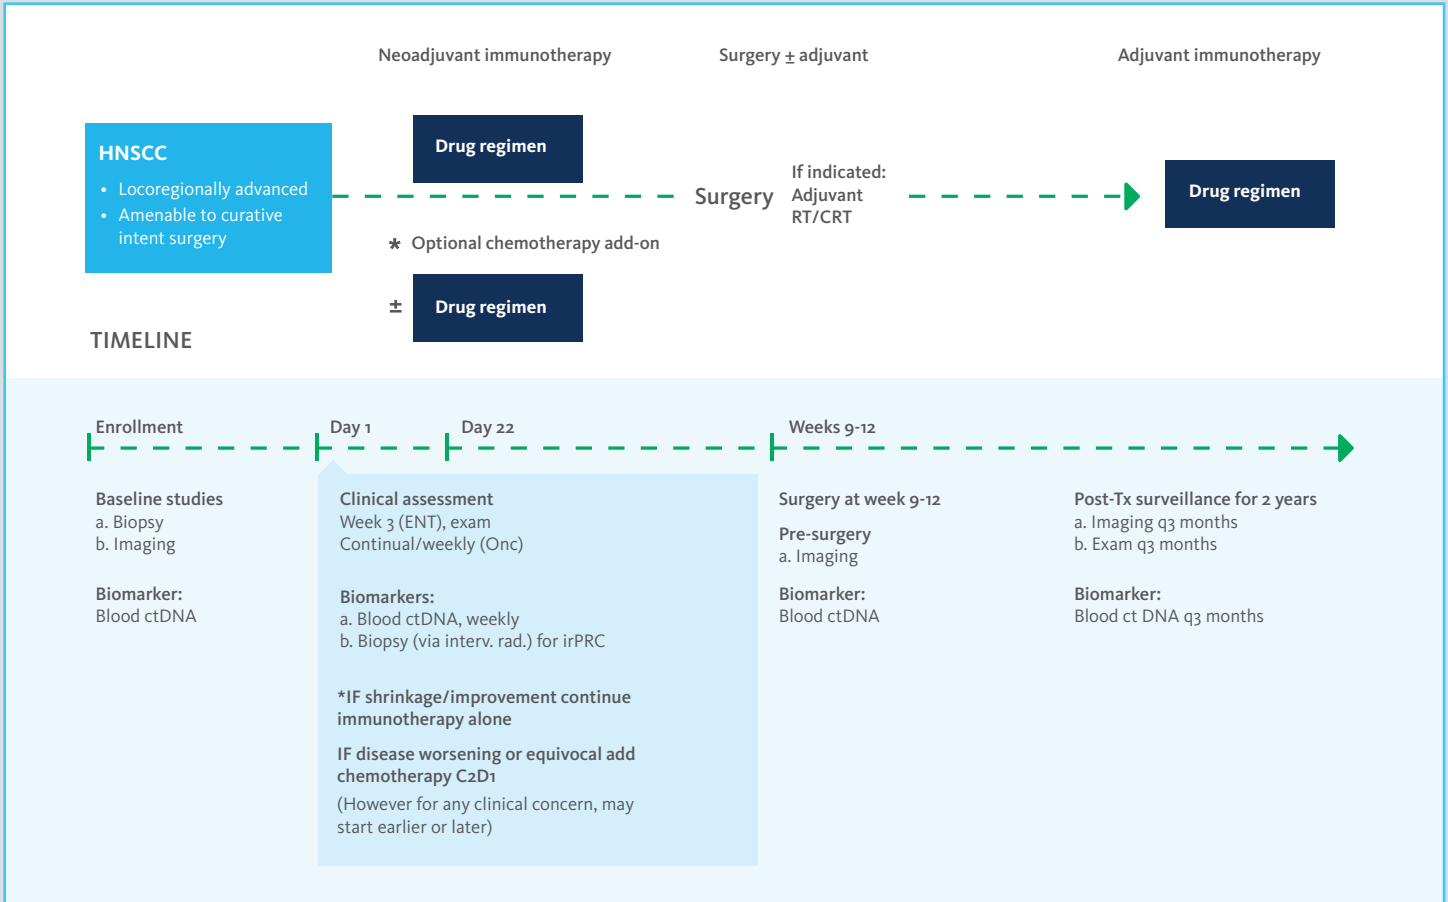 Neoadjuvant immunotherapy
Surgery ± adjuvant
Adjuvant immunotherapy
HNSCC
• Locoregionally advanced
• Amenable to curative
intent surgery
Drug regimen
* Optional chemotherapy add-on
±
Drug regimen
Surgery
If indicated:
Adjuvant
RT/CRT
Drug regimen
TIMELINE
Enrollment
Day 1
Day 22
Weeks 9-12
Baseline studies
a. Biopsy
b. Imaging
Biomarker:
Blood ctDNA
Clinical assessment
Week 3 (ENT), exam
Continual/weekly (Onc)
Biomarkers:
a. Blood ctDNA, weekly
b. Biopsy (via interv. rad.) for irPRC
*IF shrinkage/improvement continue
immunotherapy alone
IF disease worsening or equivocal add
chemotherapy C2D1
(However for any clinical concern, may
start earlier or later)
Surgery at week 9-12
Pre-surgery
a. Imaging
Biomarker:
Blood ctDNA
Post-Tx surveillance for 2 years
a. Imaging q3 months
b. Exam q3 months
Biomarker:
Blood ct DNA q3 months